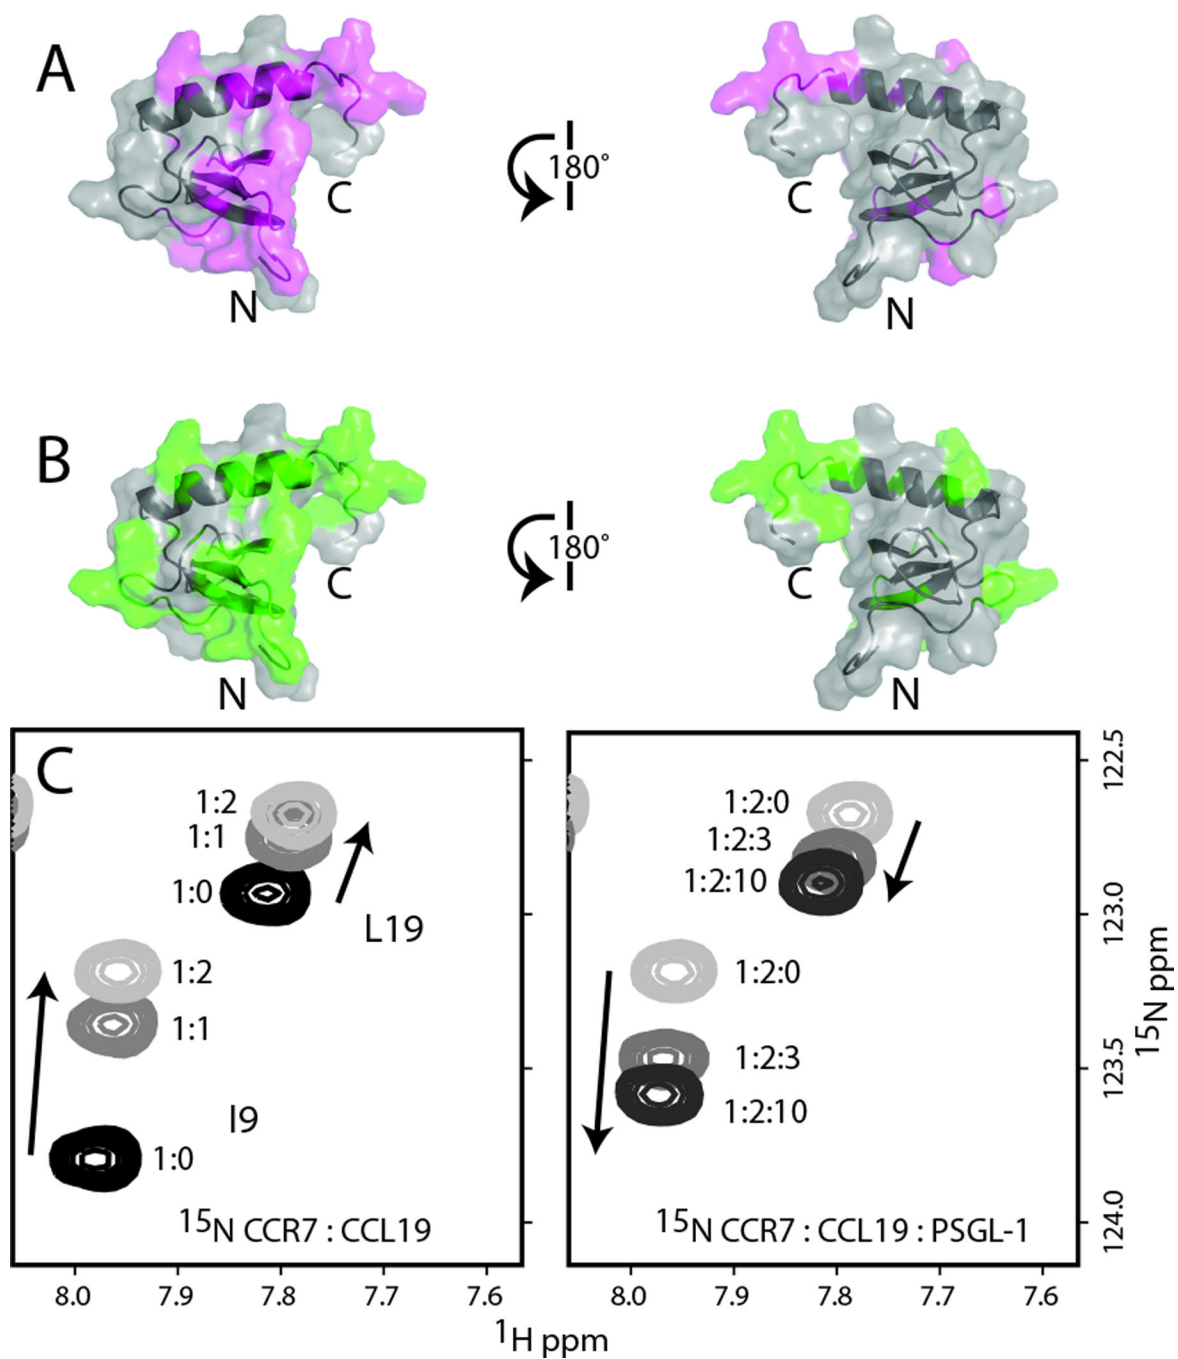 A
180°
C
C
N
N
B
180°
C
C
N
N
C
1:2
1:1
1:0
L19
1:2
1:1
I9
1:0
¹⁵N CCR7 : CCL19
1:2:0
1:2:3
1:2:10
1:2:0
1:2:3
1:2:10
¹⁵N CCR7 : CCL19 : PSGL-1
122.5
123.0
123.5
124.0
¹⁵N ppm
8.0 7.9 7.8 7.7 7.6
8.0 7.9 7.8 7.7 7.6
¹H ppm